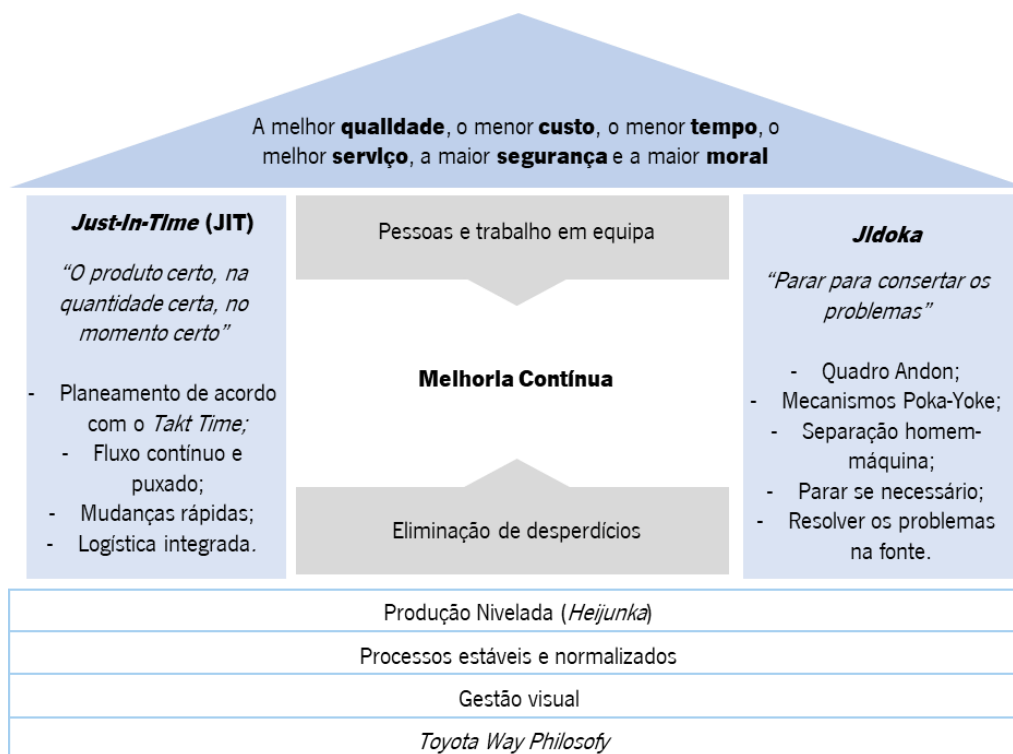 A melhor qualidade, o menor custo, o menor tempo, o
melhor serviço, a maior segurança e a maior moral
Just-In-Time (JIT)
“O produto certo, na
quantidade certa, no
momento certo”
- Planeamento de acordo
com o Takt Time;
- Fluxo contínuo e
puxado;
- Mudanças rápidas;
- Logística integrada.
Pessoas e trabalho em equipa
Melhoria Contínua
Eliminação de desperdícios
Jidoka
“Parar para consertar os
problemas”
- Quadro Andon;
- Mecanismos Poka-Yoke;
- Separação homem-
máquina;
- Parar se necessário;
- Resolver os problemas
na fonte.
Produção Nivelada (Heijunka)
Processos estáveis e normalizados
Gestão visual
Toyota Way Philosofy